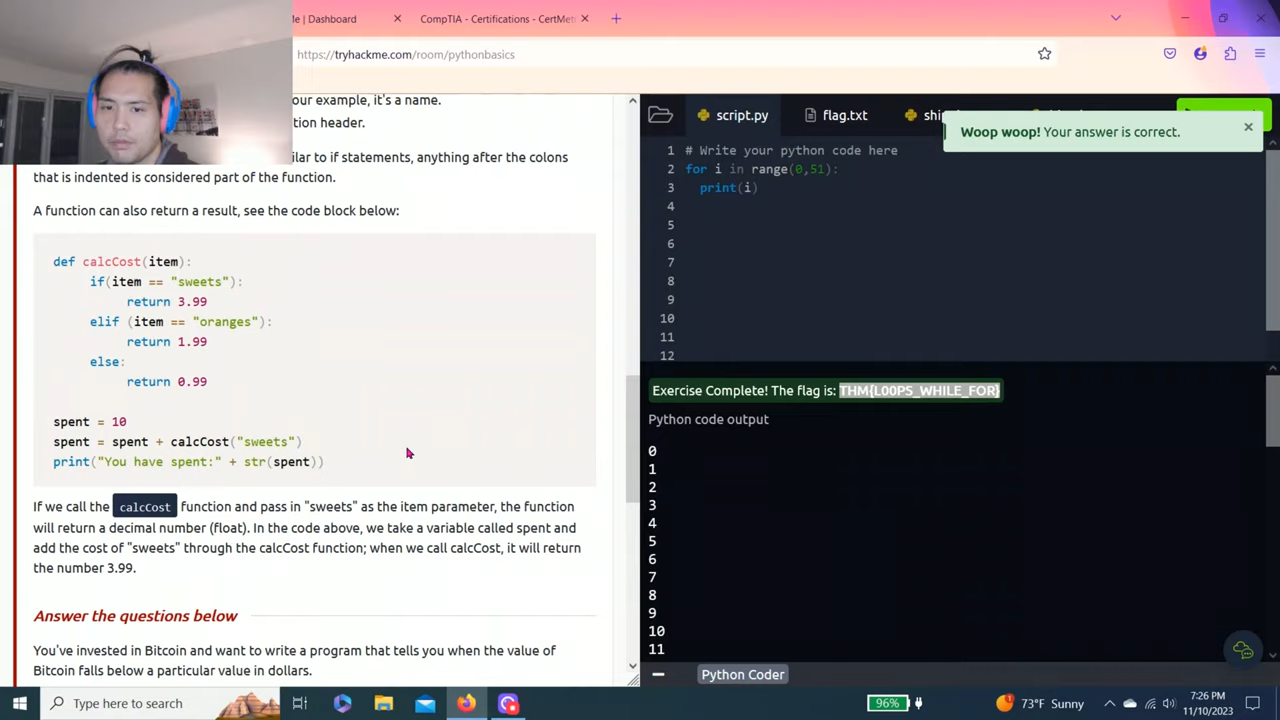 le | Dashboard
CompTIA - Certifications - CertMet
https://tryhackme.com/room/pythonbasics
our example, it's a name.
tion header.
ilar to if statements, anything after the colons
that is indented is considered part of the function.
A function can also return a result, see the code block below:
def calcCost(item):
if(item == "sweets"):
return 3.99
elif (item == "oranges"):
return 1.99
else:
return 0.99
spent = 10
spent = spent + calcCost("sweets")
print("You have spent:" + str(spent))
If we call the calcCost function and pass in "sweets" as the item parameter, the function
will return a decimal number (float). In the code above, we take a variable called spent and
add the cost of "sweets" through the calcCost function; when we call calcCost, it will return
the number 3.99.
Answer the questions below
You've invested in Bitcoin and want to write a program that tells you when the value of
Bitcoin falls below a particular value in dollars.
script.py
flag.txt
shi
Woop woop! Your answer is correct.
1 # Write your python code here
2 for i in range(0,51):
3 print(i)
4
5
6
7
8
9
10
11
12
Exercise Complete! The flag is: THM{L00PS_WHILE_FOR}
Python code output
0
1
2
3
4
5
6
7
8
9
10
11
Python Coder
Type here to search
96%
1
73°F Sunny
7:26 PM
11/10/2023